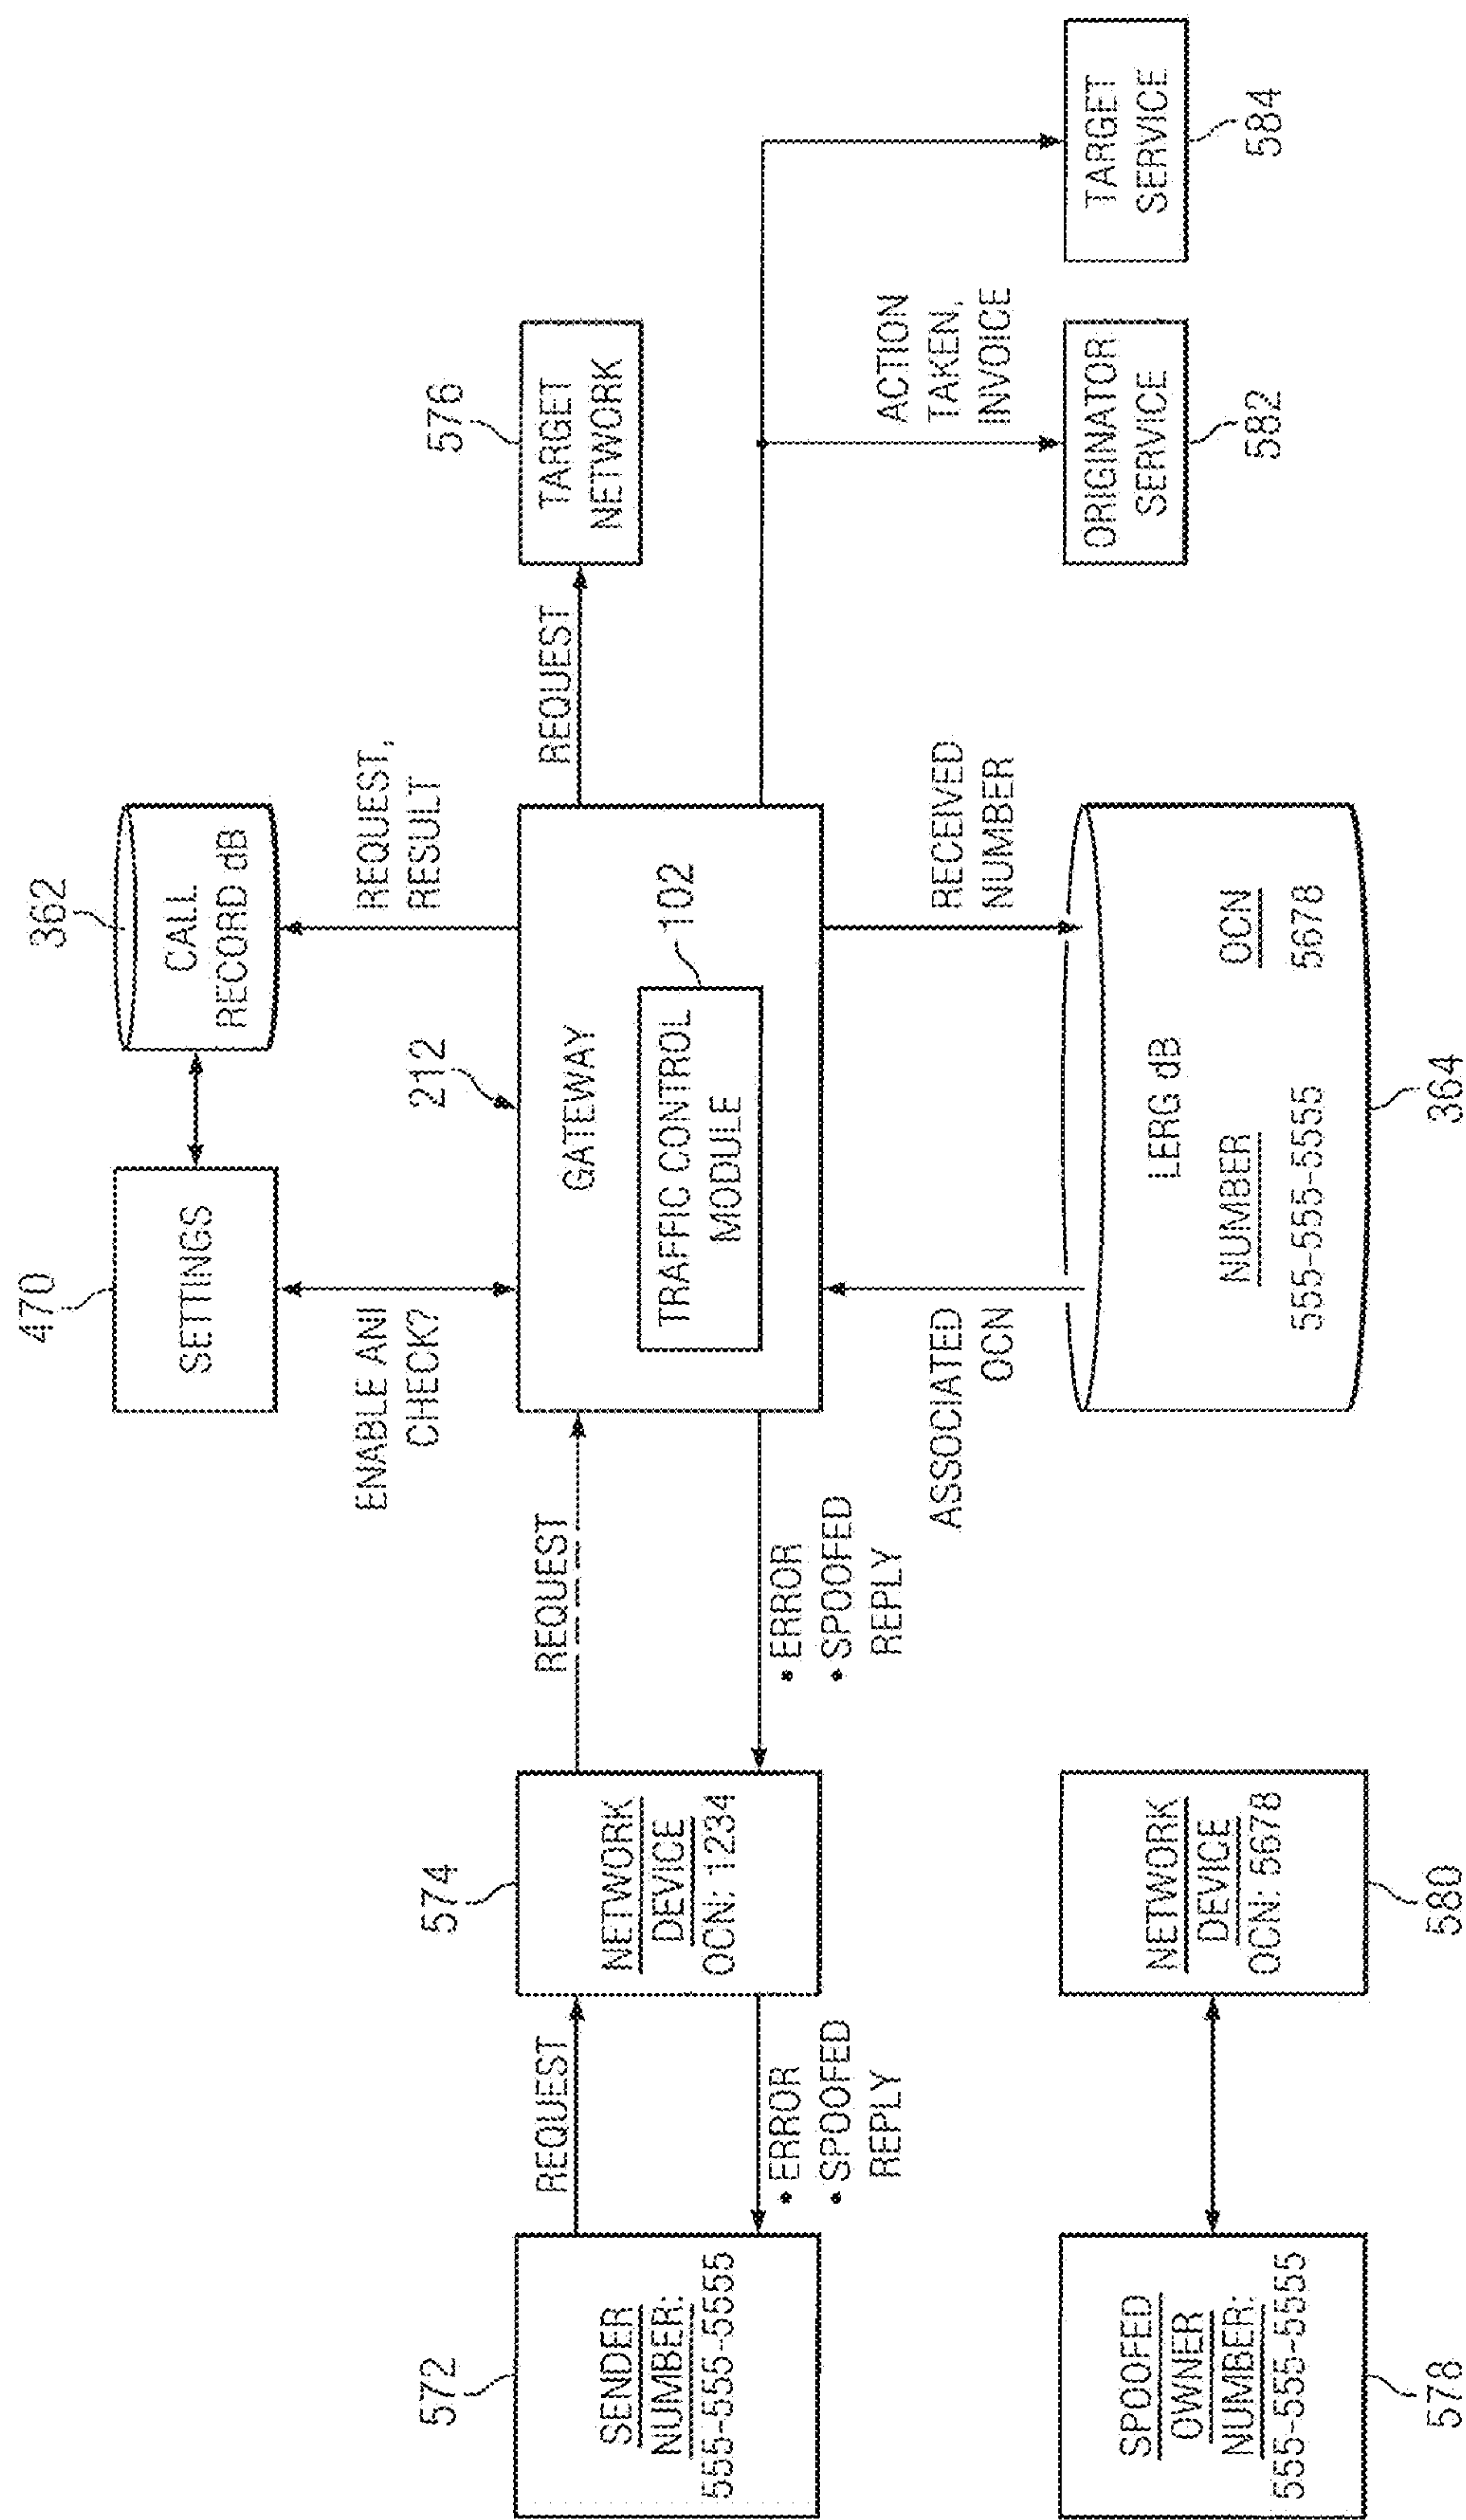 470
SETTINGS
362
CALL
RECORD dB
ENABLE ANI
CHECK?
212
REQUEST,
RESULT
572
SENDER
NUMBER:
555-555-5555
REQUEST
• ERROR
• SPOOFED
REPLY
574
NETWORK
DEVICE
OCN: 1234
REQUEST
• ERROR
• SPOOFED
REPLY
GATEWAY
TRAFFIC CONTROL
MODULE
102
REQUEST
576
TARGET
NETWORK
ASSOCIATED
OCN
RECEIVED
NUMBER
ACTION
TAKEN,
INVOICE
SPOOFED
OWNER
NUMBER:
555-555-5555
578
NETWORK
DEVICE
OCN: 5678
580
LERG dB
NUMBER
OCN
555-555-5555
5678
364
ORIGINATOR
SERVICE
582
TARGET
SERVICE
584